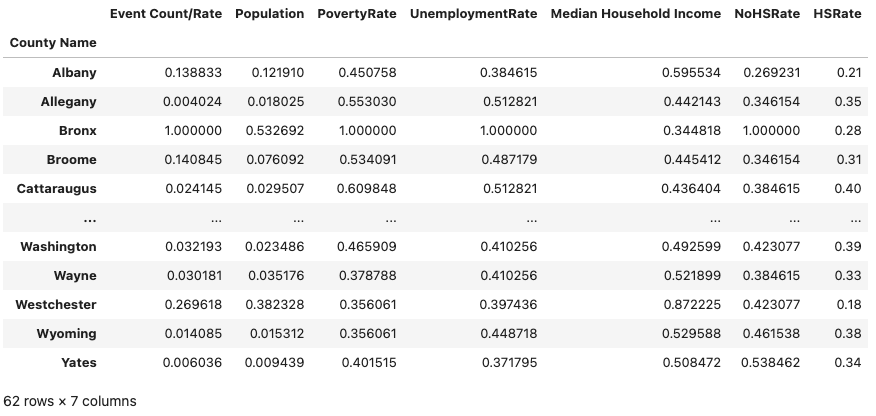 Event Count/Rate Population PovertyRate UnemploymentRate Median Household Income NoHSRate HSRate
County Name
Albany 0.138833 0.121910 0.450758 0.384615 0.595534 0.269231 0.21
Allegany 0.004024 0.018025 0.553030 0.512821 0.442143 0.346154 0.35
Bronx 1.000000 0.532692 1.000000 1.000000 0.344818 1.000000 0.28
Broome 0.140845 0.076092 0.534091 0.487179 0.445412 0.346154 0.31
Cattaraugus 0.024145 0.029507 0.609848 0.512821 0.436404 0.384615 0.40
... ... ... ... ... ... ... ...
Washington 0.032193 0.023486 0.465909 0.410256 0.492599 0.423077 0.39
Wayne 0.030181 0.035176 0.378788 0.410256 0.521899 0.384615 0.33
Westchester 0.269618 0.382328 0.356061 0.397436 0.872225 0.423077 0.18
Wyoming 0.014085 0.015312 0.356061 0.448718 0.529588 0.461538 0.38
Yates 0.006036 0.009439 0.401515 0.371795 0.508472 0.538462 0.34
62 rows × 7 columns